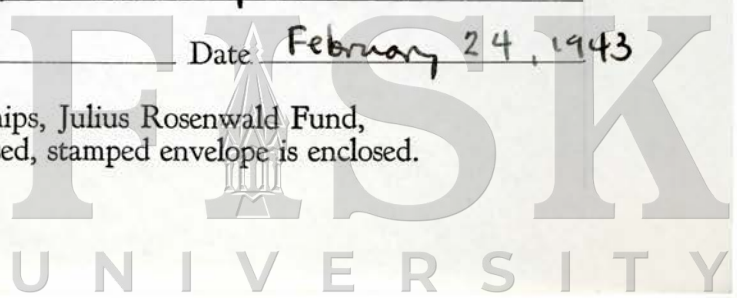 Date February 24, 1943
ips, Julius Rosenwald Fund,
ed, stamped envelope is enclosed.
FISK
UNIVERSITY